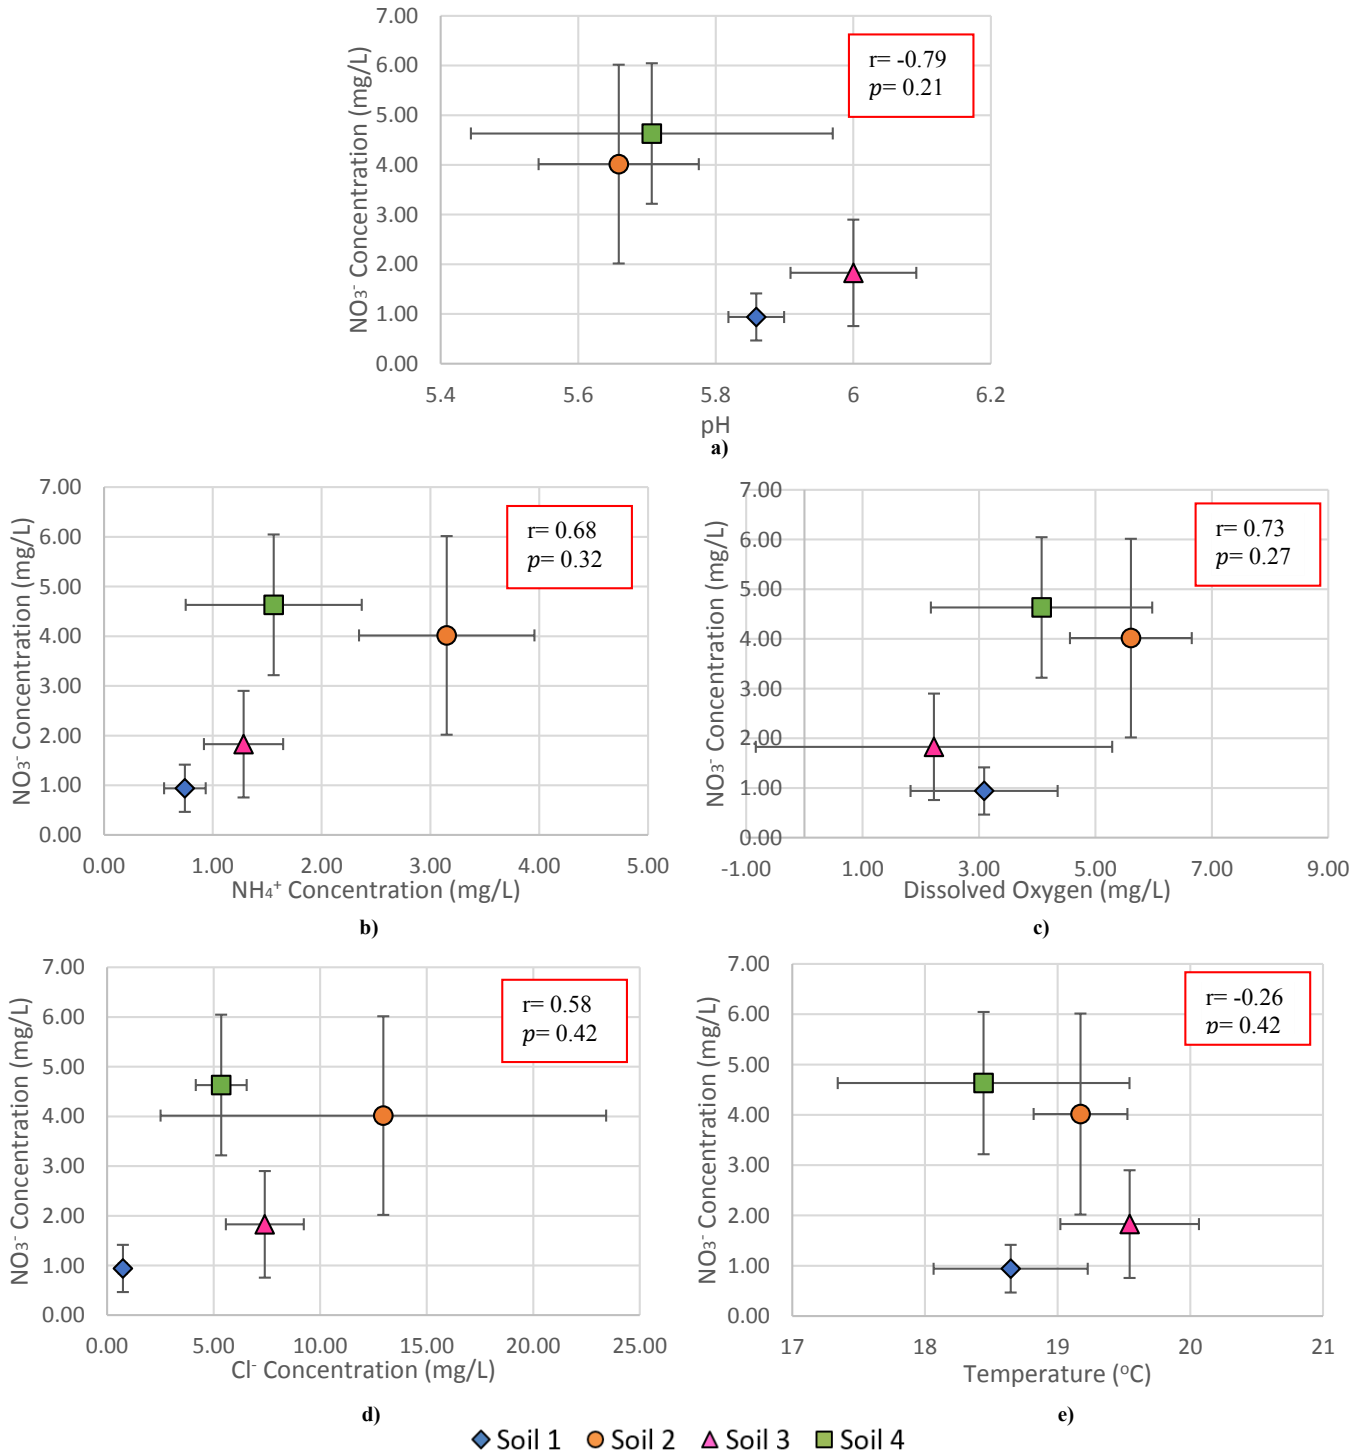 7.00
6.00
5.00
4.00
3.00
2.00
1.00
0.00
NO₃⁻ Concentration (mg/L)
r= -0.79
p= 0.21
5.4 5.6 5.8 6 6.2
pH
a)
7.00
6.00
5.00
4.00
3.00
2.00
1.00
0.00
NO₃⁻ Concentration (mg/L)
r= 0.68
p= 0.32
0.00 1.00 2.00 3.00 4.00 5.00
NH₄⁺ Concentration (mg/L)
b)
7.00
6.00
5.00
4.00
3.00
2.00
1.00
0.00
NO₃⁻ Concentration (mg/L)
r= 0.73
p= 0.27
-1.00 1.00 3.00 5.00 7.00 9.00
Dissolved Oxygen (mg/L)
c)
7.00
6.00
5.00
4.00
3.00
2.00
1.00
0.00
NO₃⁻ Concentration (mg/L)
r= 0.58
p= 0.42
0.00 5.00 10.00 15.00 20.00 25.00
Cl⁻ Concentration (mg/L)
d)
7.00
6.00
5.00
4.00
3.00
2.00
1.00
0.00
NO₃⁻ Concentration (mg/L)
r= -0.26
p= 0.42
17 18 19 20 21
Temperature (ºC)
e)
Soil 1 Soil 2 Soil 3 Soil 4